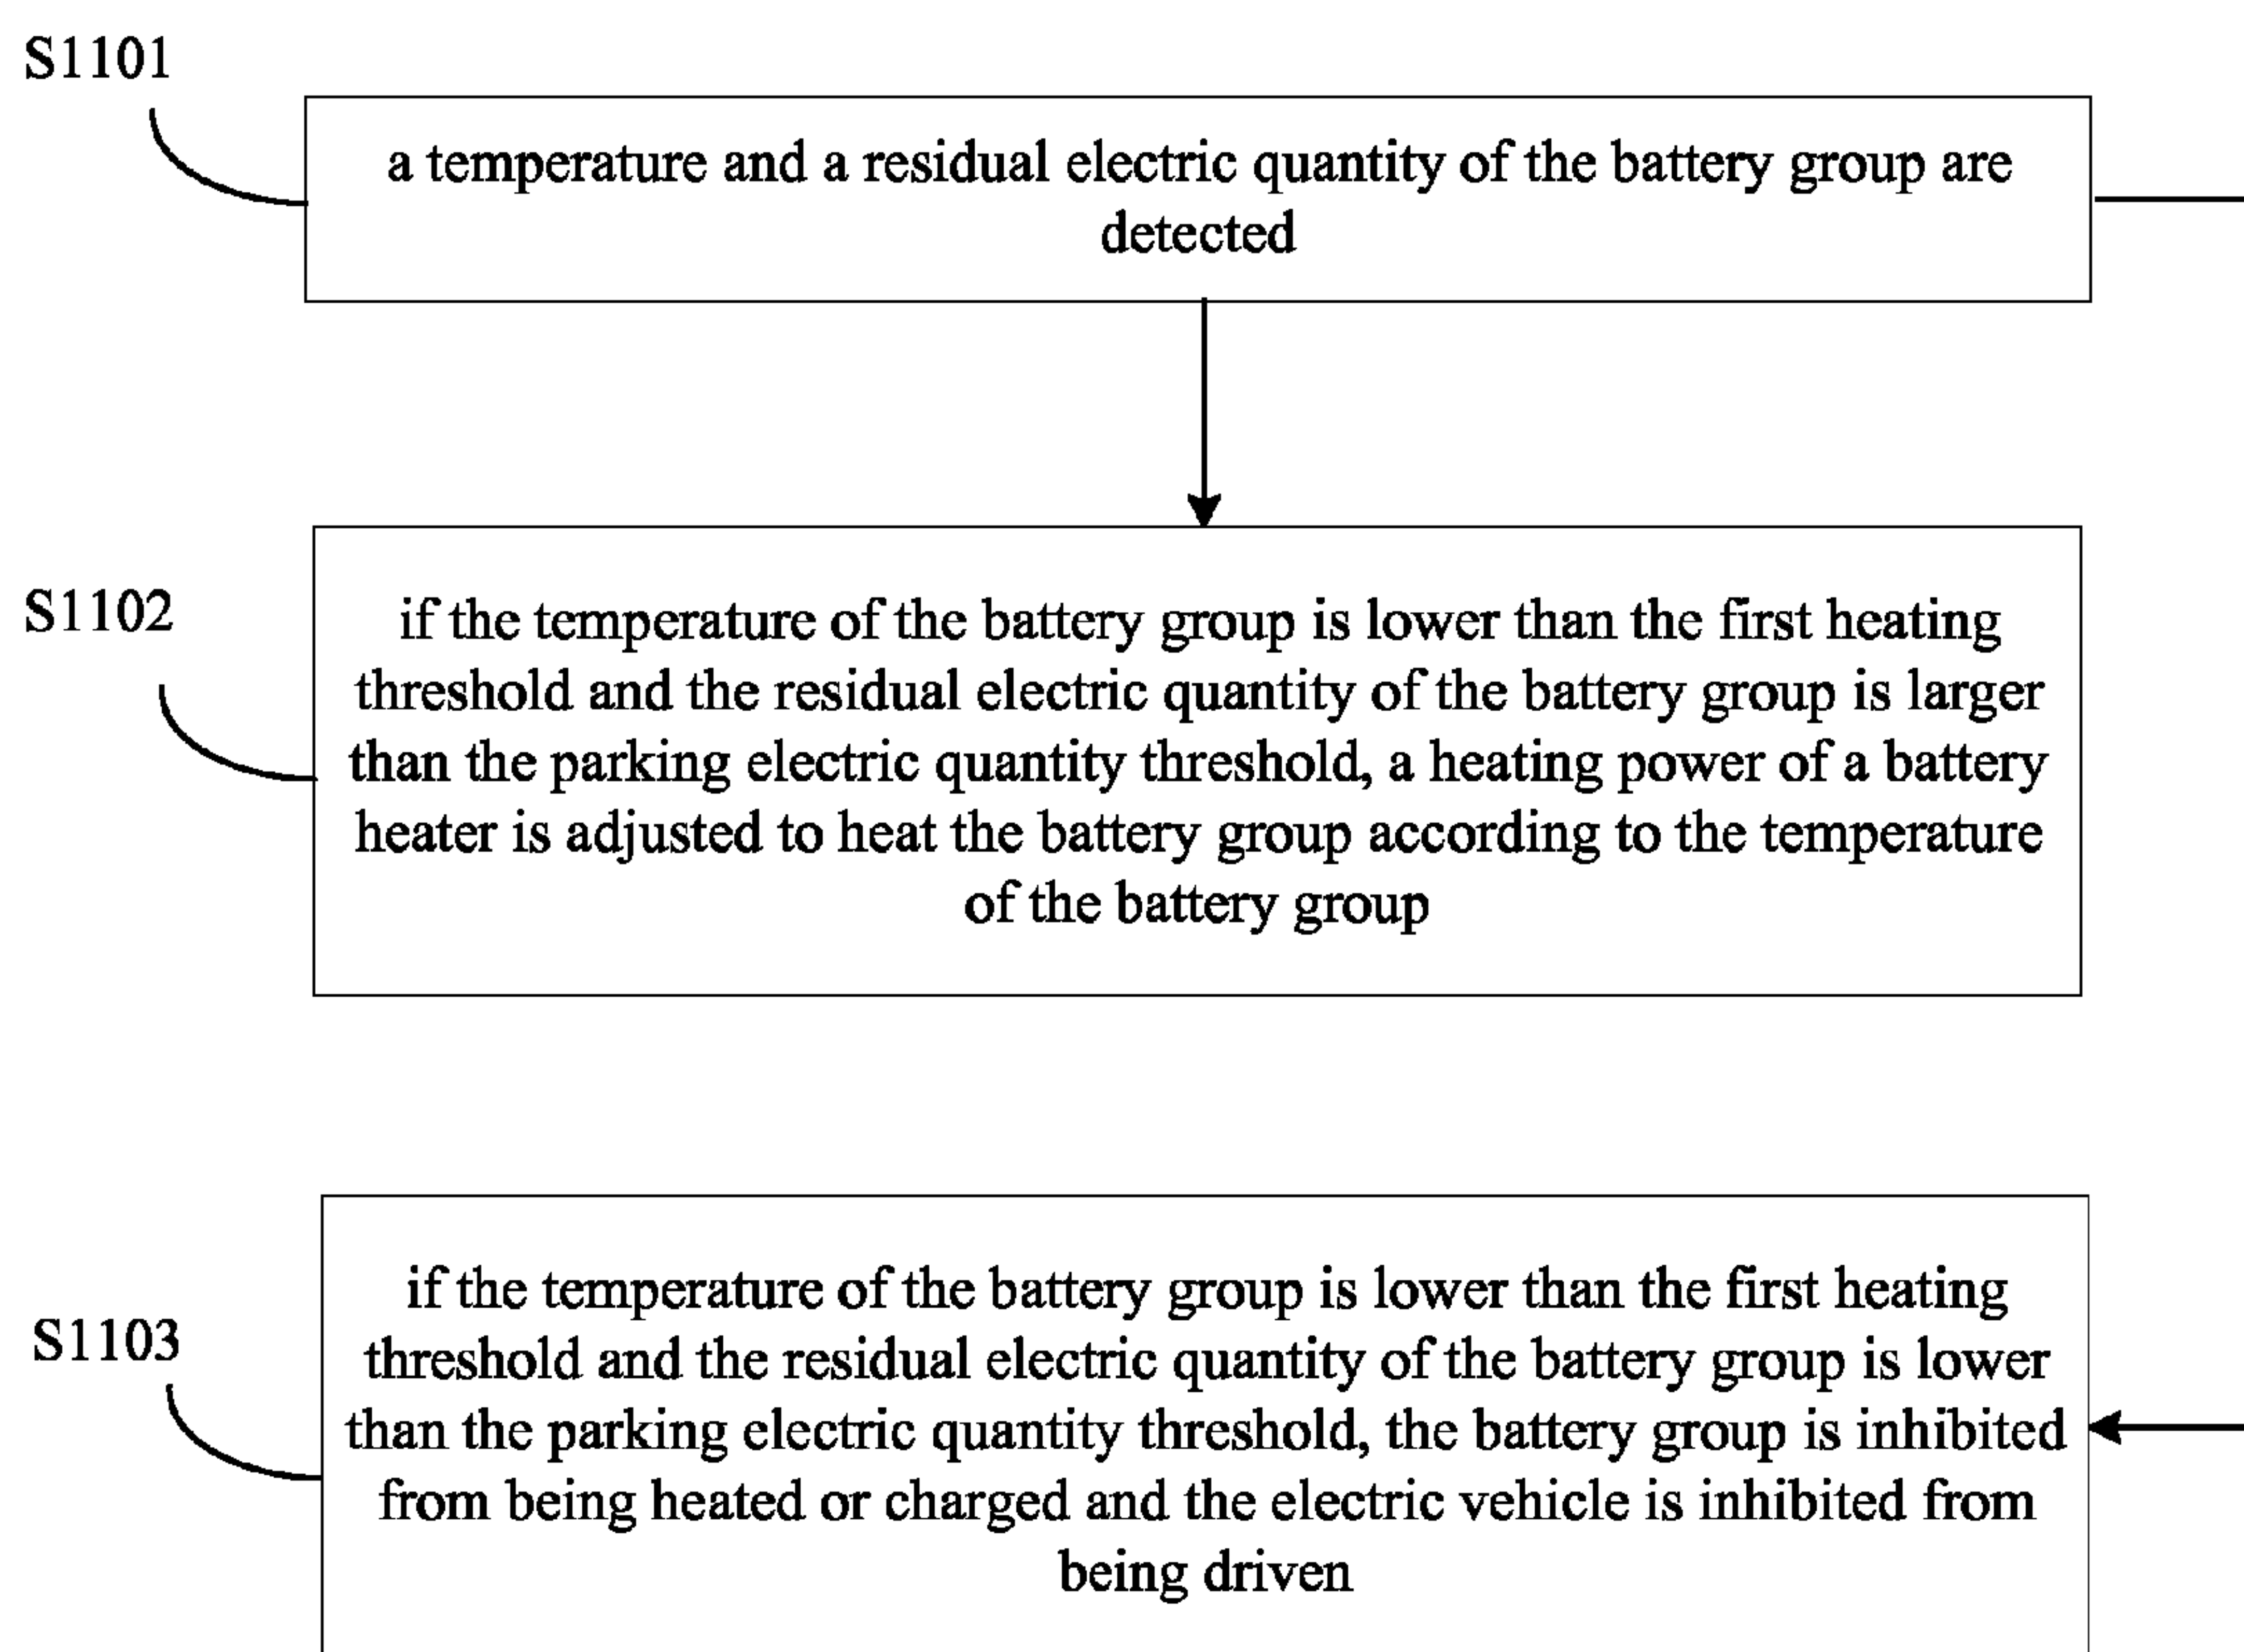 S1101
a temperature and a residual electric quantity of the battery group are
detected
S1102
if the temperature of the battery group is lower than the first heating
threshold and the residual electric quantity of the battery group is larger
than the parking electric quantity threshold, a heating power of a battery
heater is adjusted to heat the battery group according to the temperature
of the battery group
S1103
if the temperature of the battery group is lower than the first heating
threshold and the residual electric quantity of the battery group is lower
than the parking electric quantity threshold, the battery group is inhibited
from being heated or charged and the electric vehicle is inhibited from
being driven